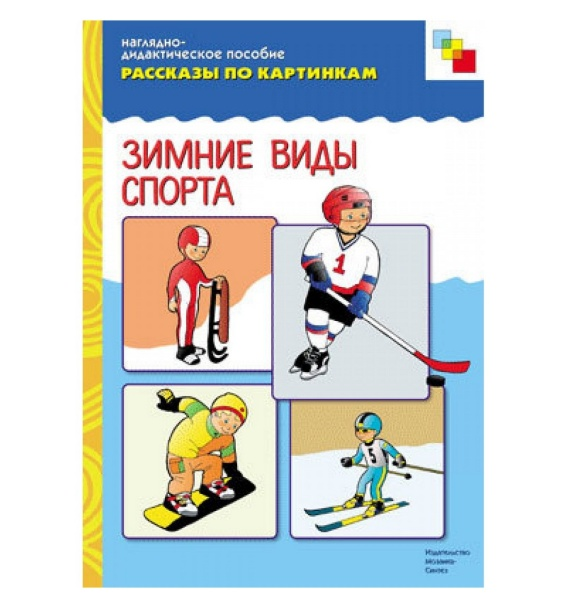 НАГЛЯДНО-
ДИДАКТИЧЕСКОЕ ПОСОБИЕ
РАССКАЗЫ ПО КАРТИНКАМ
ЗИМНИЕ ВИДЫ
СПОРТА
1
5
Издательство
Мозаика-
Синтез